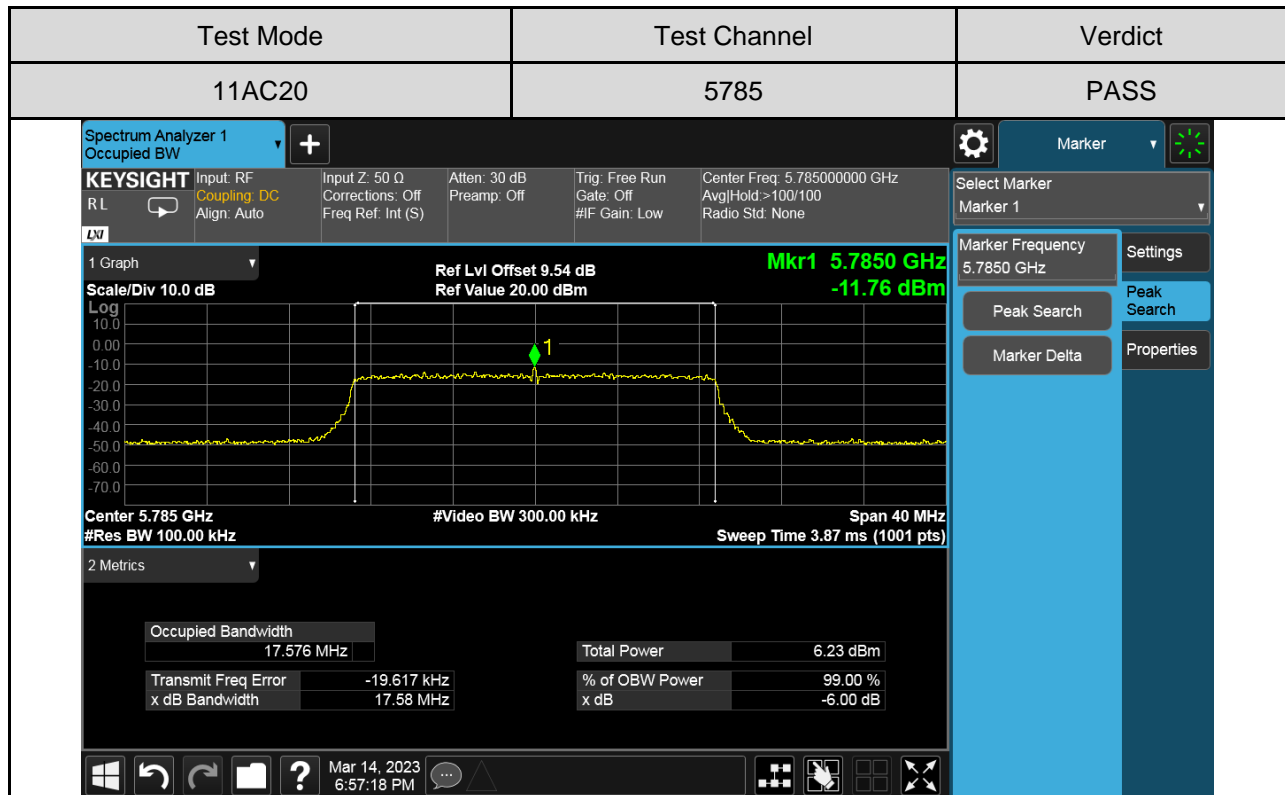 Test Mode Test Channel Verdict
11AC20 5785 PASS
Spectrum Analyzer 1
Occupied BW
+
Marker
KEYSIGHT
RL
LXI
Input: RF
Coupling: DC
Align: Auto
Input Z: 50 Ω
Corrections: Off
Freq Ref: Int (S)
Atten: 30 dB
Preamp: Off
Trig: Free Run
Gate: Off
#IF Gain: Low
Center Freq: 5.785000000 GHz
Avg|Hold:>100/100
Radio Std: None
Select Marker
Marker 1
Marker Frequency
5.7850 GHz
Peak Search
Marker Delta
Settings
Peak
Search
Properties
1 Graph
Scale/Div 10.0 dB
Ref Lvl Offset 9.54 dB
Ref Value 20.00 dBm
Mkr1 5.7850 GHz
-11.76 dBm
Log
10.0
0.00
-10.0
-20.0
-30.0
-40.0
-50.0
-60.0
-70.0
1
Center 5.785 GHz
#Res BW 100.00 kHz
#Video BW 300.00 kHz
Span 40 MHz
Sweep Time 3.87 ms (1001 pts)
2 Metrics
Occupied Bandwidth
17.576 MHz
Total Power 6.23 dBm
Transmit Freq Error -19.617 kHz
% of OBW Power 99.00 %
x dB Bandwidth 17.58 MHz
x dB -6.00 dB
?
Mar 14, 2023
6:57:18 PM